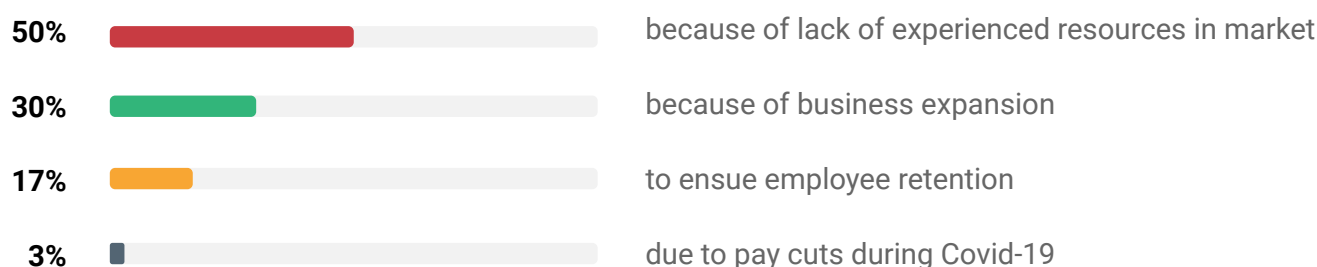 50% because of lack of experienced resources in market
30% because of business expansion
17% to ensue employee retention
3% due to pay cuts during Covid-19